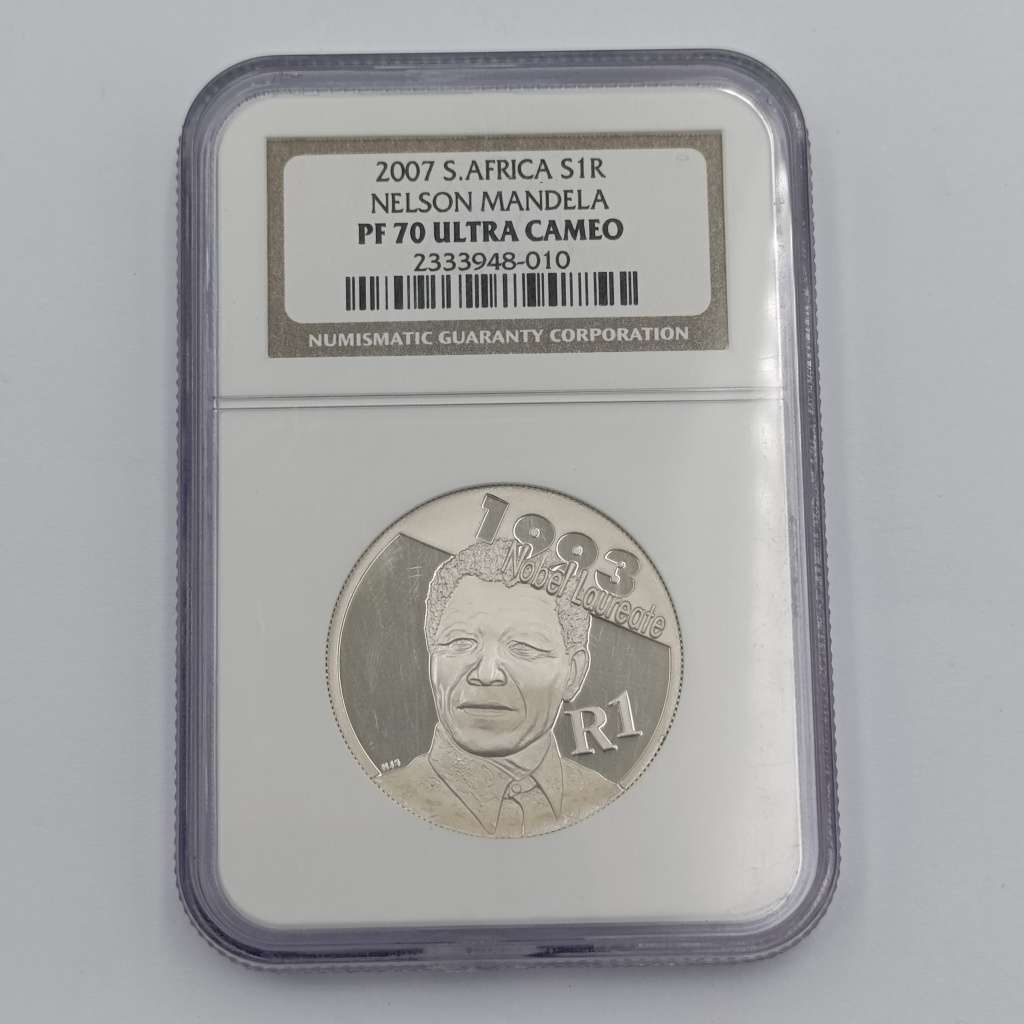 2007 S.AFRICA S1R
NELSON MANDELA
PF 70 ULTRA CAMEO
2333948-010
NUMISMATIC GUARANTY CORPORATION
1993
Nobel Laureate
R1